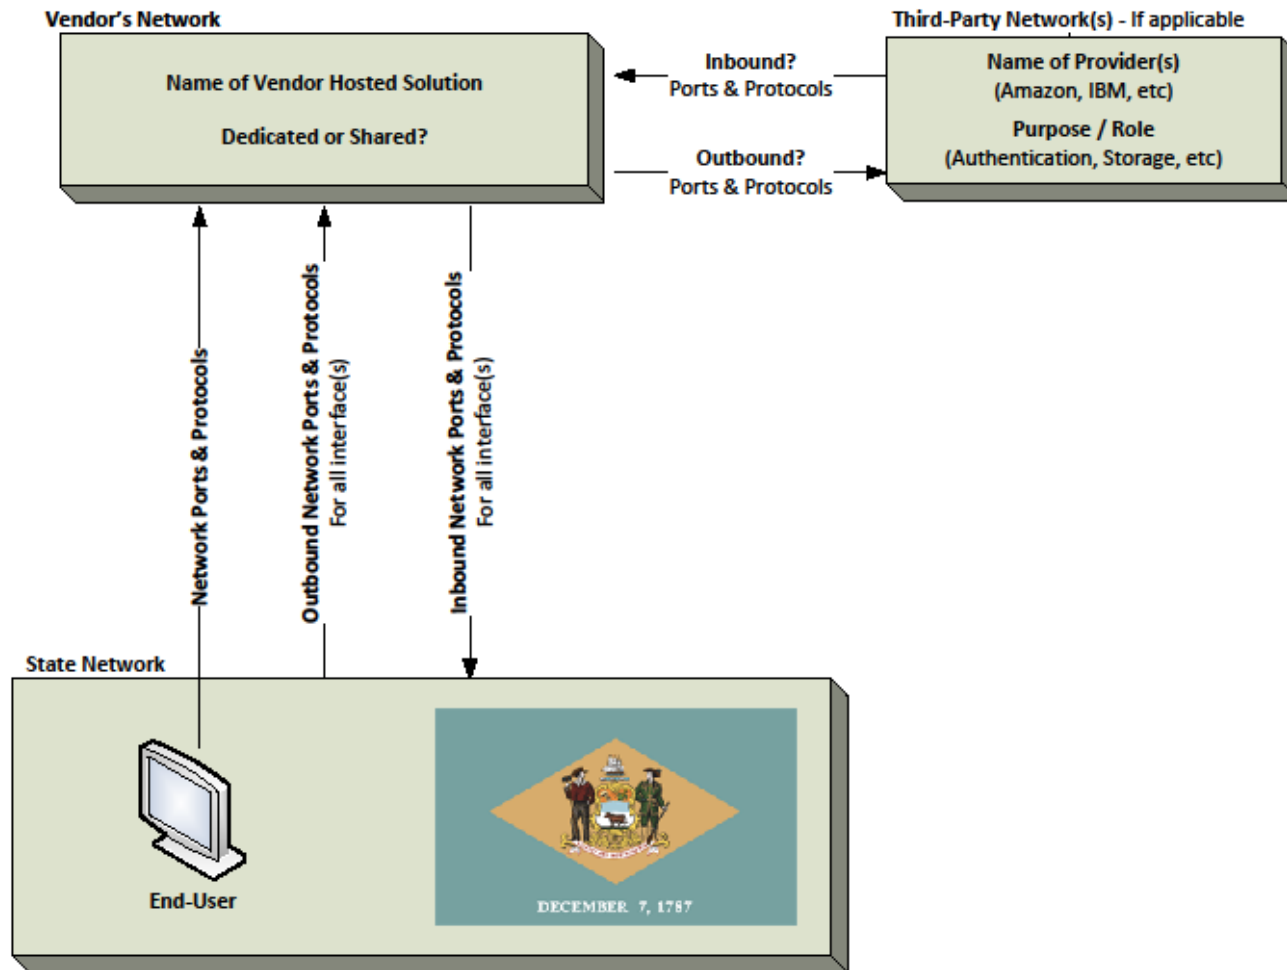 Vendor's Network
Third-Party Network(s) - If applicable
Name of Vendor Hosted Solution
Dedicated or Shared?
Inbound?
Ports & Protocols
Outbound?
Ports & Protocols
Name of Provider(s)
(Amazon, IBM, etc)
Purpose / Role
(Authentication, Storage, etc)
Network Ports & Protocols
Outbound Network Ports & Protocols
For all interface(s)
Inbound Network Ports & Protocols
For all interface(s)
State Network
End-User
DECEMBER 7, 1787